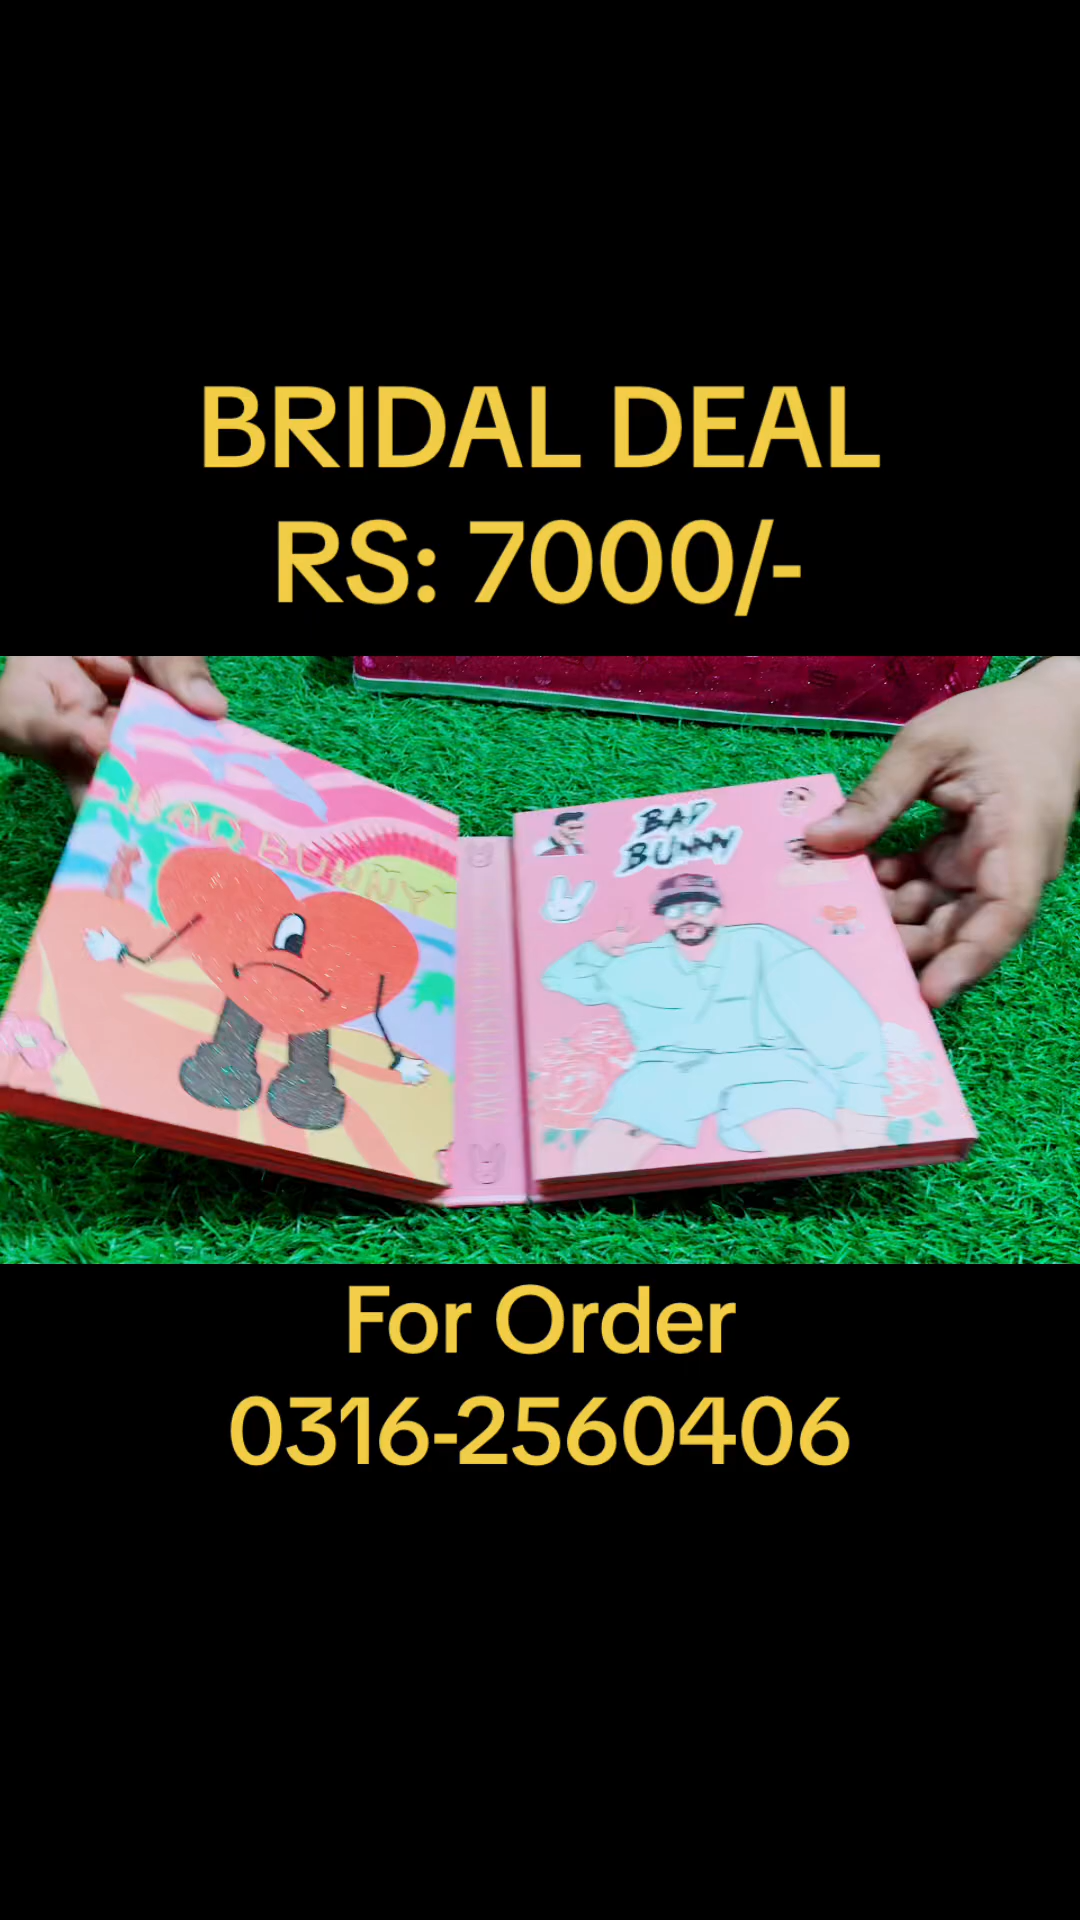 BRIDAL DEAL
RS: 7000/-
BAD BUNNY
BAD
BUNNY
For Order
0316-2560406